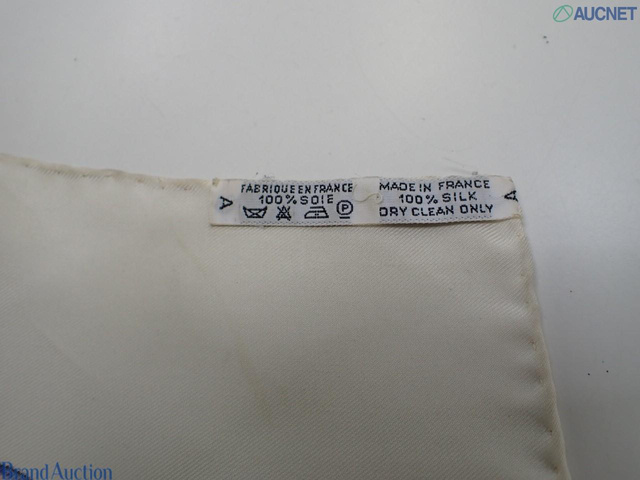 AUCNET
FABRIQUE EN FRANCE
100% SOIE
P
MADE IN FRANCE
100% SILK
DRY CLEAN ONLY
A
A
Brand Auction